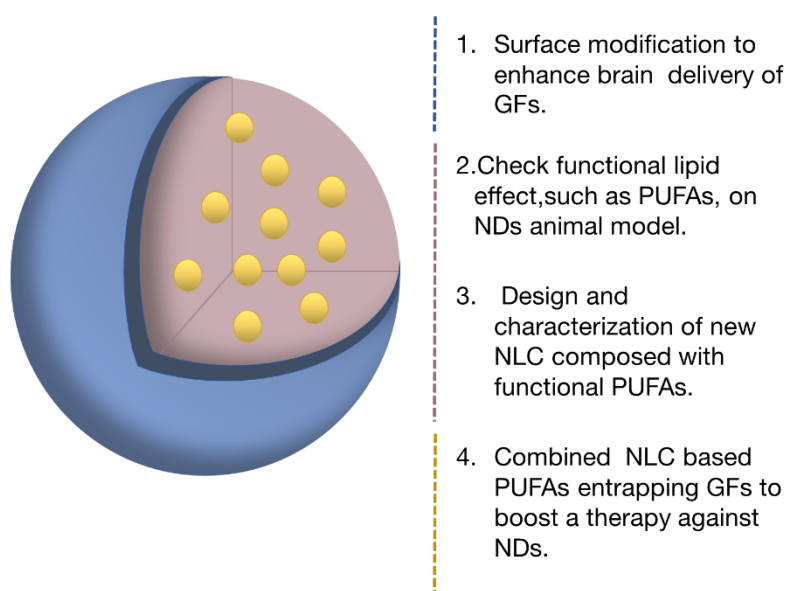 1. Surface modification to
enhance brain delivery of
GFs.
2.Check functional lipid
effect,such as PUFAs, on
NDs animal model.
3. Design and
characterization of new
NLC composed with
functional PUFAs.
4. Combined NLC based
PUFAs entrapping GFs to
boost a therapy against
NDs.